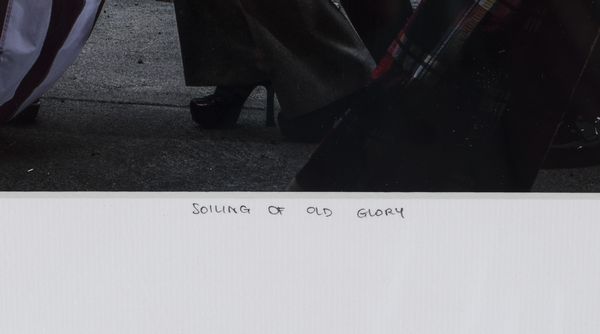 SOILING OF OLD GLORY